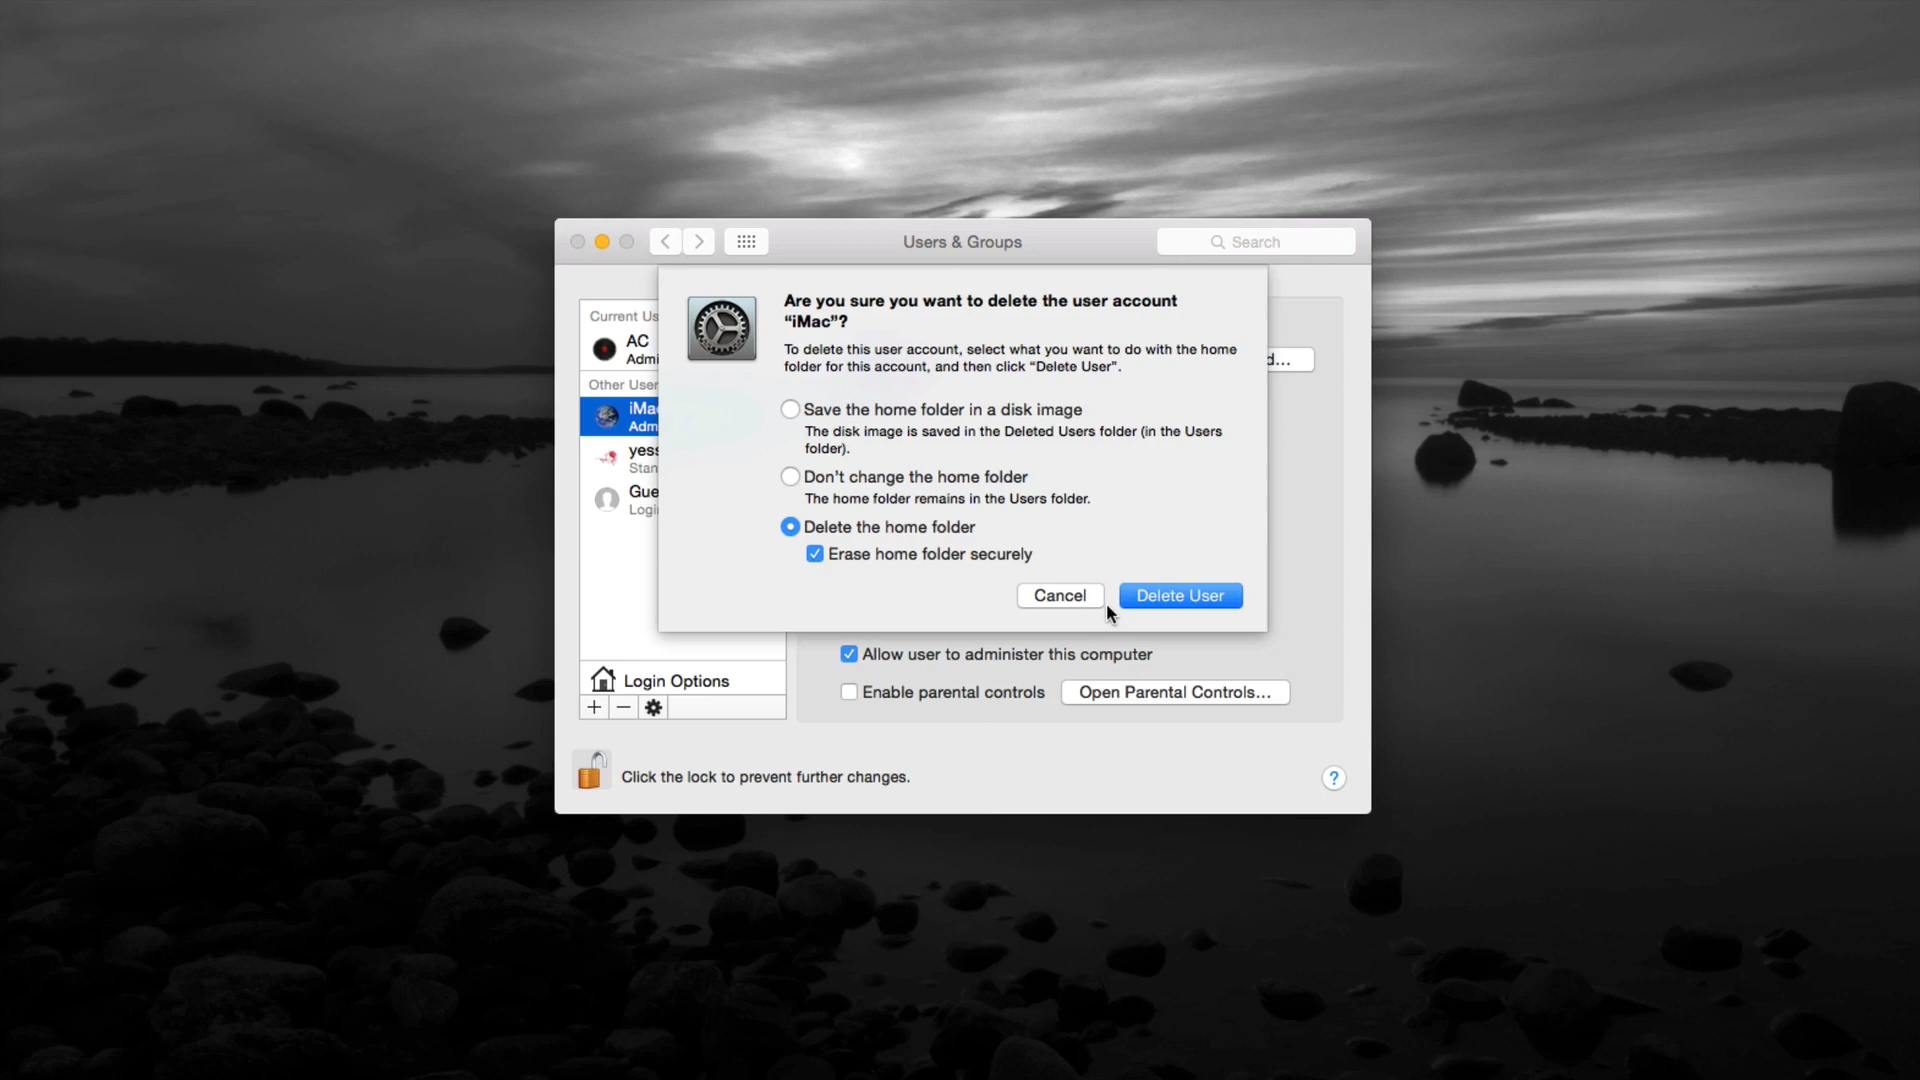 Users & Groups
Search
Are you sure you want to delete the user account
“iMac”?
To delete this user account, select what you want to do with the home
folder for this account, and then click “Delete User”.
Save the home folder in a disk image
The disk image is saved in the Deleted Users folder (in the Users
folder).
Don't change the home folder
The home folder remains in the Users folder.
Delete the home folder
Erase home folder securely
Cancel
Delete User
Current Us
AC
Admi
Other User
iMac
Adm
yess
Stan
Gue
Logi
d...
Allow user to administer this computer
Enable parental controls
Open Parental Controls...
Login Options
Click the lock to prevent further changes.
?